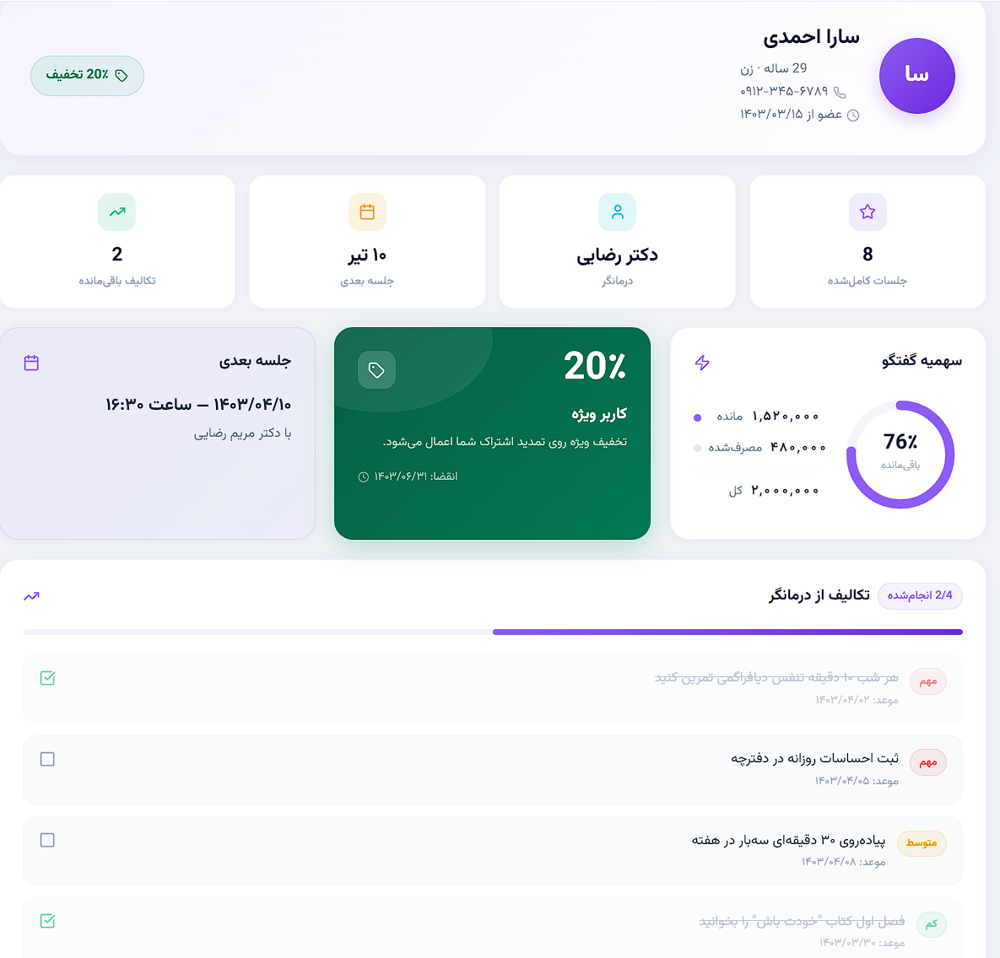 سا
سارا احمدی
29 ساله · زن
۰۹۱۲-۳۴۵-۶۷۸۹
عضو از ۱۴۰۳/۰۳/۱۵
20٪ تخفیف
8
جلسات کامل‌شده
دکتر رضایی
درمانگر
۱۰ تیر
جلسه بعدی
2
تکالیف باقی‌مانده
سهمیه گفتگو
76٪
باقی‌مانده
مانده ۱,۵۲۰,۰۰۰
مصرف‌شده ۴۸۰,۰۰۰
کل ۲,۰۰۰,۰۰۰
20٪
کاربر ویژه
تخفیف ویژه روی تمدید اشتراک شما اعمال می‌شود.
انقضا: ۱۴۰۳/۰۶/۳۱
جلسه بعدی
۱۴۰۳/۰۴/۱۰ — ساعت ۱۶:۳۰
با دکتر مریم رضایی
2/4 انجام‌شده تکالیف از درمانگر
مهم هر شب ۱۰ دقیقه تنفس دیافراگمی تمرین کنید
موعد: ۱۴۰۳/۰۴/۰۲
مهم ثبت احساسات روزانه در دفترچه
موعد: ۱۴۰۳/۰۴/۰۵
متوسط پیاده‌روی ۳۰ دقیقه‌ای سه‌بار در هفته
موعد: ۱۴۰۳/۰۴/۰۸
کم فصل اول کتاب "خودت باش" را بخوانید
موعد: ۱۴۰۳/۰۳/۳۰